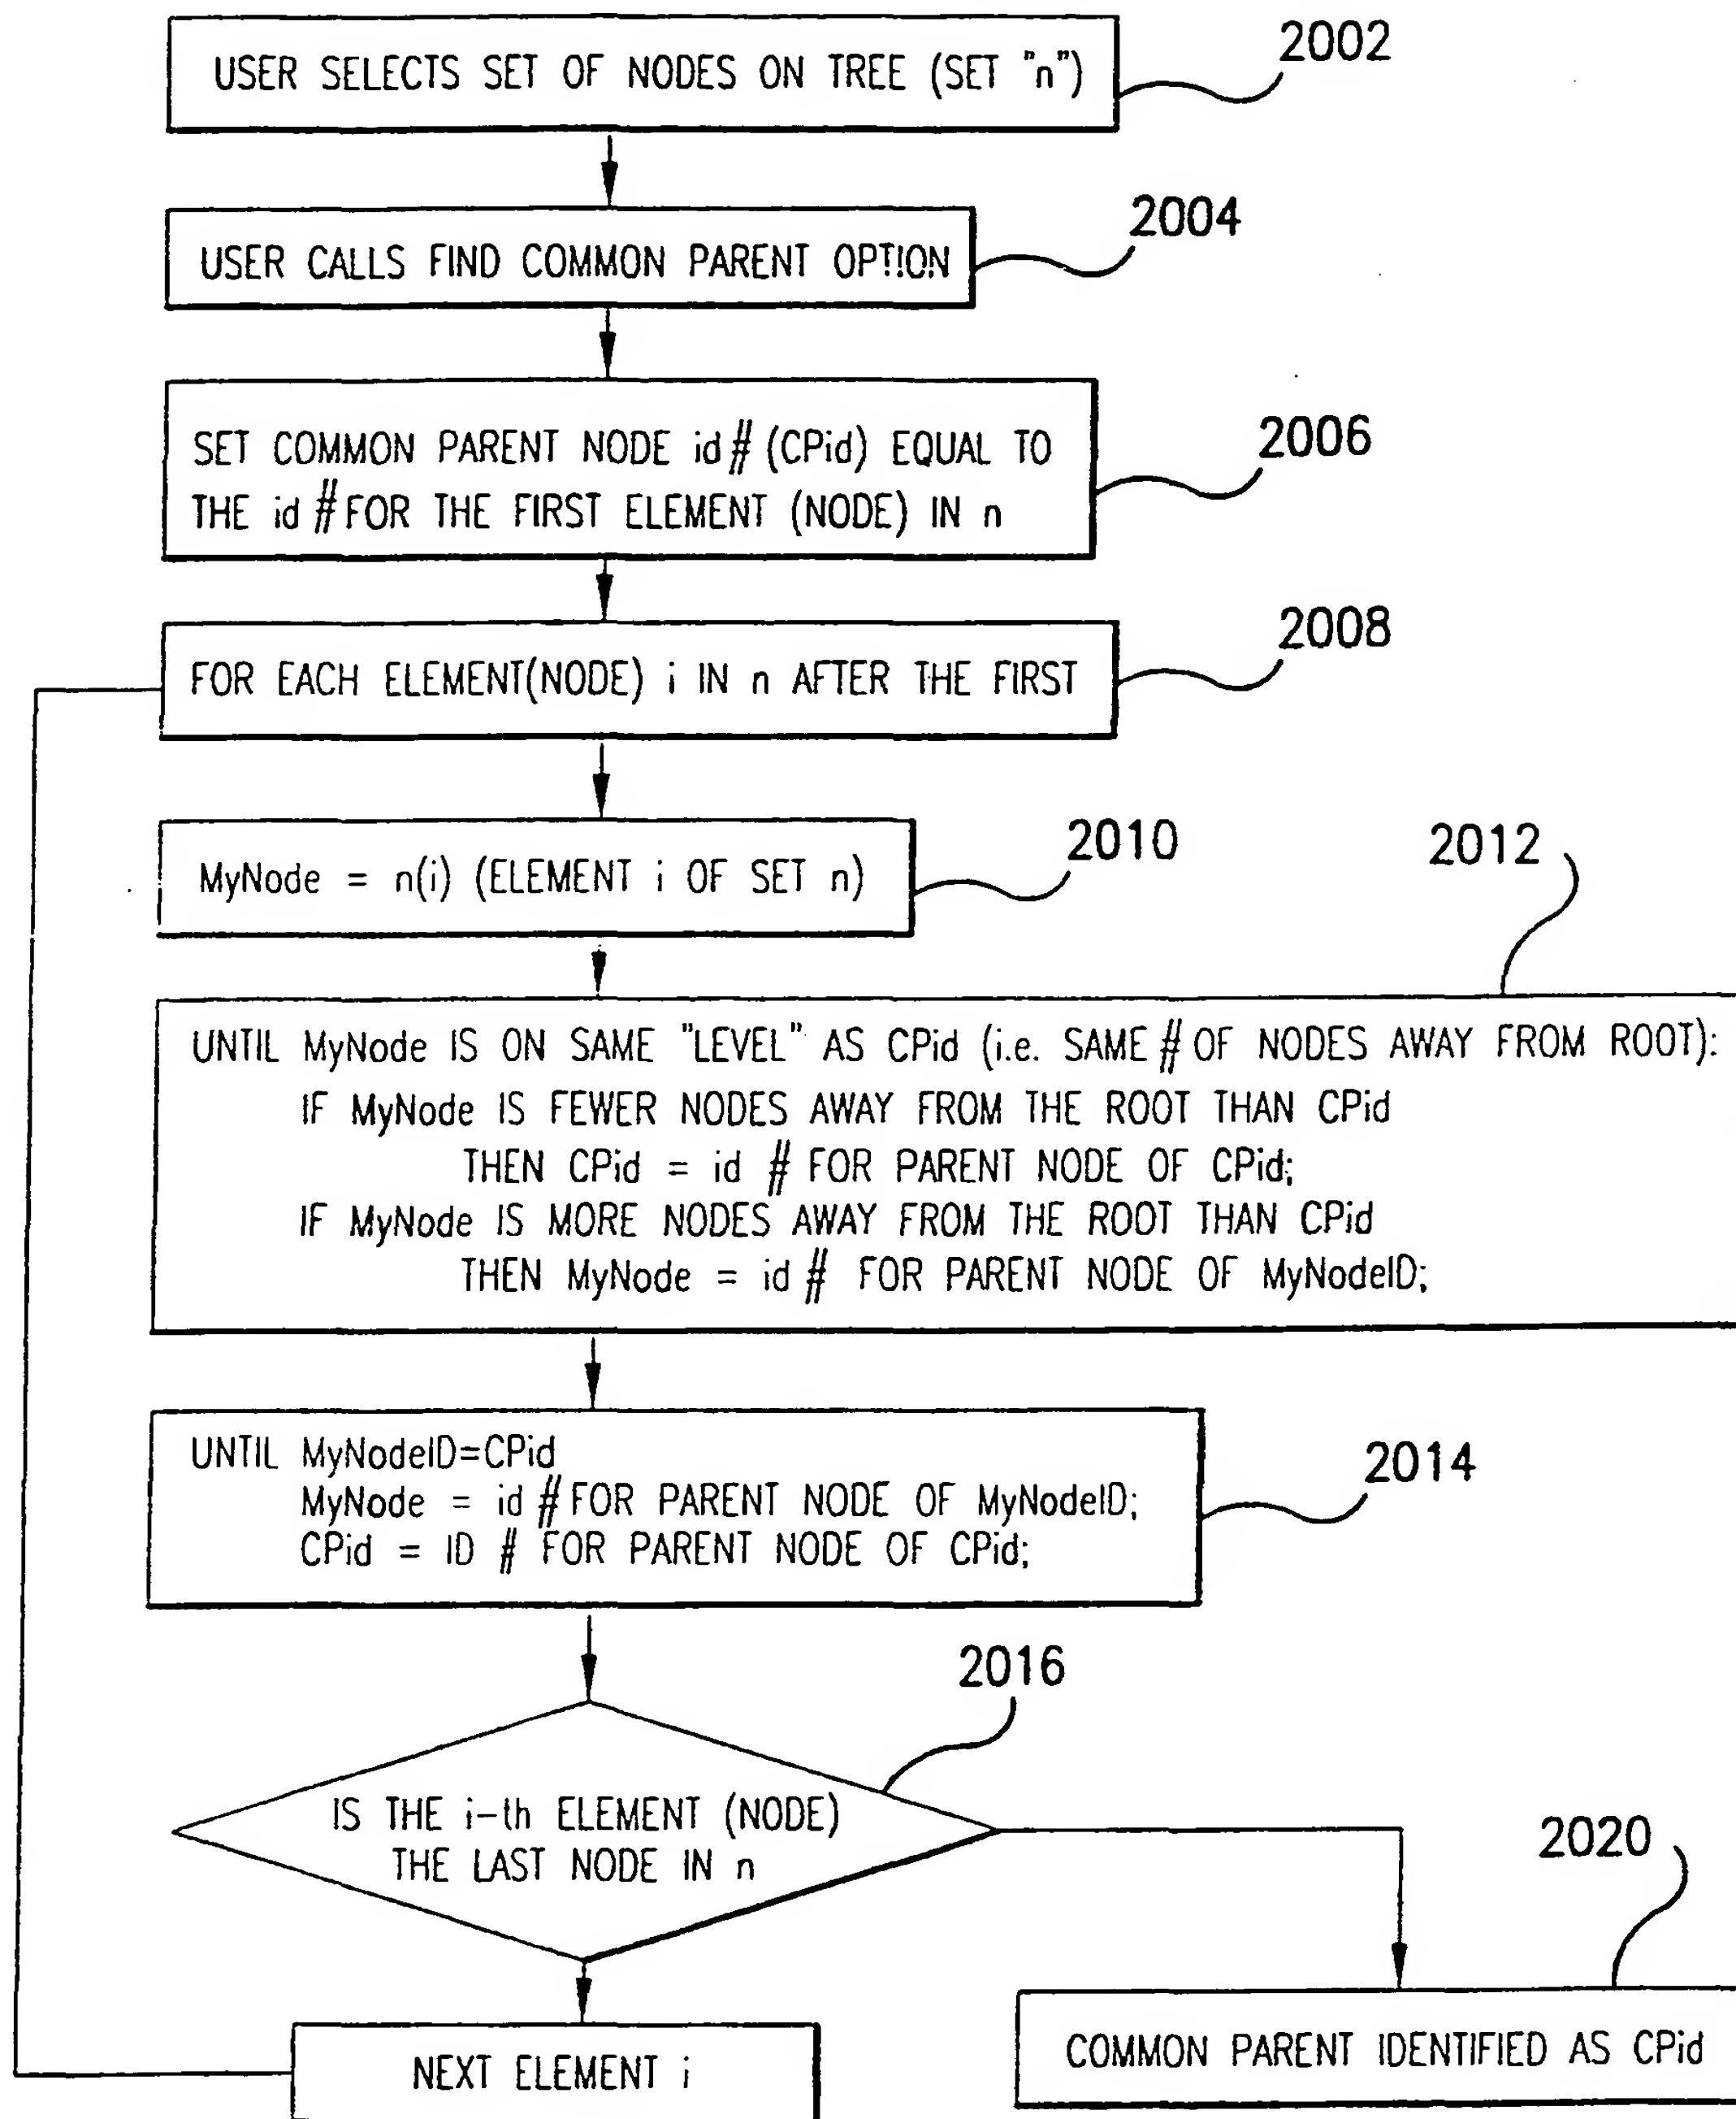 USER SELECTS SET OF NODES ON TREE (SET "n")
2002
USER CALLS FIND COMMON PARENT OPTION
2004
SET COMMON PARENT NODE id# (CPid) EQUAL TO
THE id # FOR THE FIRST ELEMENT (NODE) IN n
2006
FOR EACH ELEMENT(NODE) i IN n AFTER THE FIRST
2008
MyNode = n(i) (ELEMENT i OF SET n)
2010
2012
UNTIL MyNode IS ON SAME "LEVEL" AS CPid (i.e. SAME # OF NODES AWAY FROM ROOT):
IF MyNode IS FEWER NODES AWAY FROM THE ROOT THAN CPid
THEN CPid = id # FOR PARENT NODE OF CPid;
IF MyNode IS MORE NODES AWAY FROM THE ROOT THAN CPid
THEN MyNode = id # FOR PARENT NODE OF MyNodeID;
UNTIL MyNodeID=CPid
MyNode = id # FOR PARENT NODE OF MyNodeID;
CPid = ID # FOR PARENT NODE OF CPid;
2014
2016
IS THE i-th ELEMENT (NODE)
THE LAST NODE IN n
2020
NEXT ELEMENT i
COMMON PARENT IDENTIFIED AS CPid